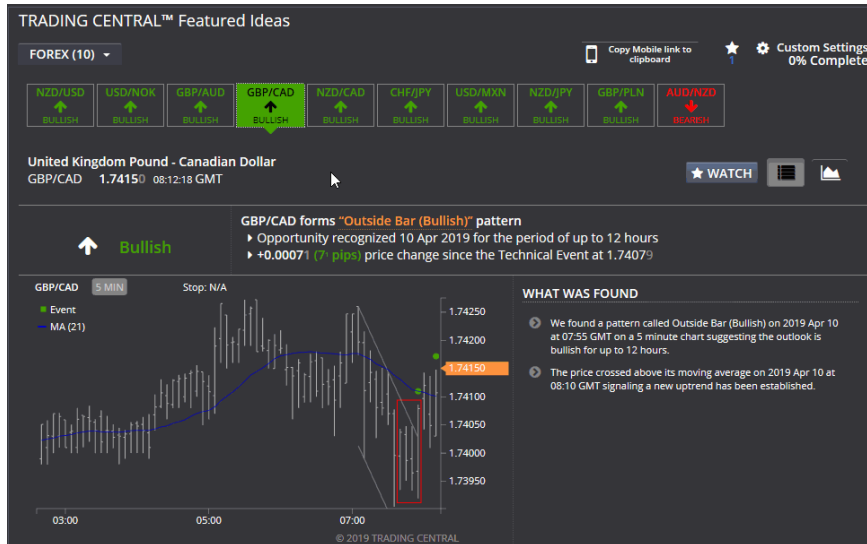 TRADING CENTRAL™ Featured Ideas
FOREX (10)
Copy Mobile link to
clipboard
1
Custom Settings
0% Complete
NZD/USD USD/NOK GBP/AUD GBP/CAD NZD/CAD CHF/JPY USD/MXN NZD/JPY GBP/PLN AUD/NZD
BULLISH BULLISH BULLISH BULLISH BULLISH BULLISH BULLISH BULLISH BULLISH BEARISH
United Kingdom Pound - Canadian Dollar
GBP/CAD 1.74150 08:12:18 GMT
WATCH
Bullish
GBP/CAD forms "Outside Bar (Bullish)" pattern
Opportunity recognized 10 Apr 2019 for the period of up to 12 hours
+0.00071 (7¹ pips) price change since the Technical Event at 1.74079
GBP/CAD 5 MIN Stop: N/A
Event
MA (21)
1.74250
1.74200
1.74150
1.74100
1.74050
1.74000
1.73950
03:00 05:00 07:00
© 2019 TRADING CENTRAL
WHAT WAS FOUND
We found a pattern called Outside Bar (Bullish) on 2019 Apr 10
at 07:55 GMT on a 5 minute chart suggesting the outlook is
bullish for up to 12 hours.
The price crossed above its moving average on 2019 Apr 10 at
08:10 GMT signaling a new uptrend has been established.